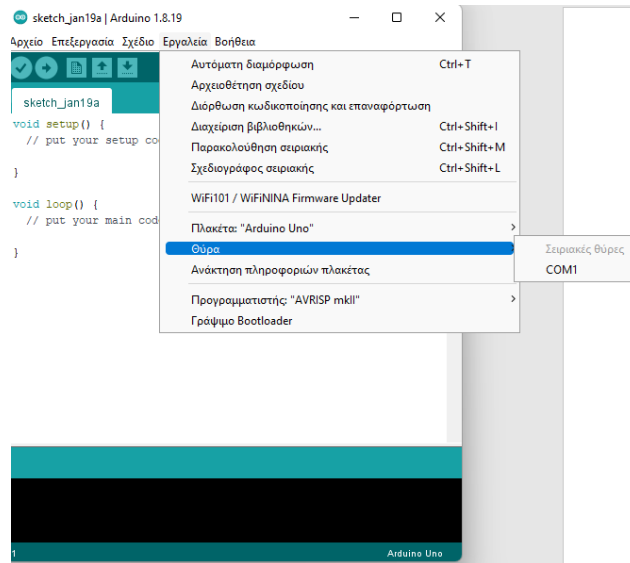 sketch_jan19a | Arduino 1.8.19
Αρχείο Επεξεργασία Σχέδιο Εργαλεία Βοήθεια
sketch_jan19a
void setup() {
// put your setup co
}
void loop() {
// put your main cod
}
Αυτόματη διαμόρφωση Ctrl+T
Αρχειοθέτηση σχεδίου
Διόρθωση κωδικοποίησης και επαναφόρτωση
Διαχείριση βιβλιοθηκών... Ctrl+Shift+I
Παρακολούθηση σειριακής Ctrl+Shift+M
Σχεδιογράφος σειριακής Ctrl+Shift+L
WiFi101 / WiFiNINA Firmware Updater
Πλακέτα: "Arduino Uno"
Θύρα
Ανάκτηση πληροφοριών πλακέτας
Προγραμματιστής: "AVRISP mkII"
Γράψιμο Bootloader
Σειριακές θύρες
COM1
1 Arduino Uno